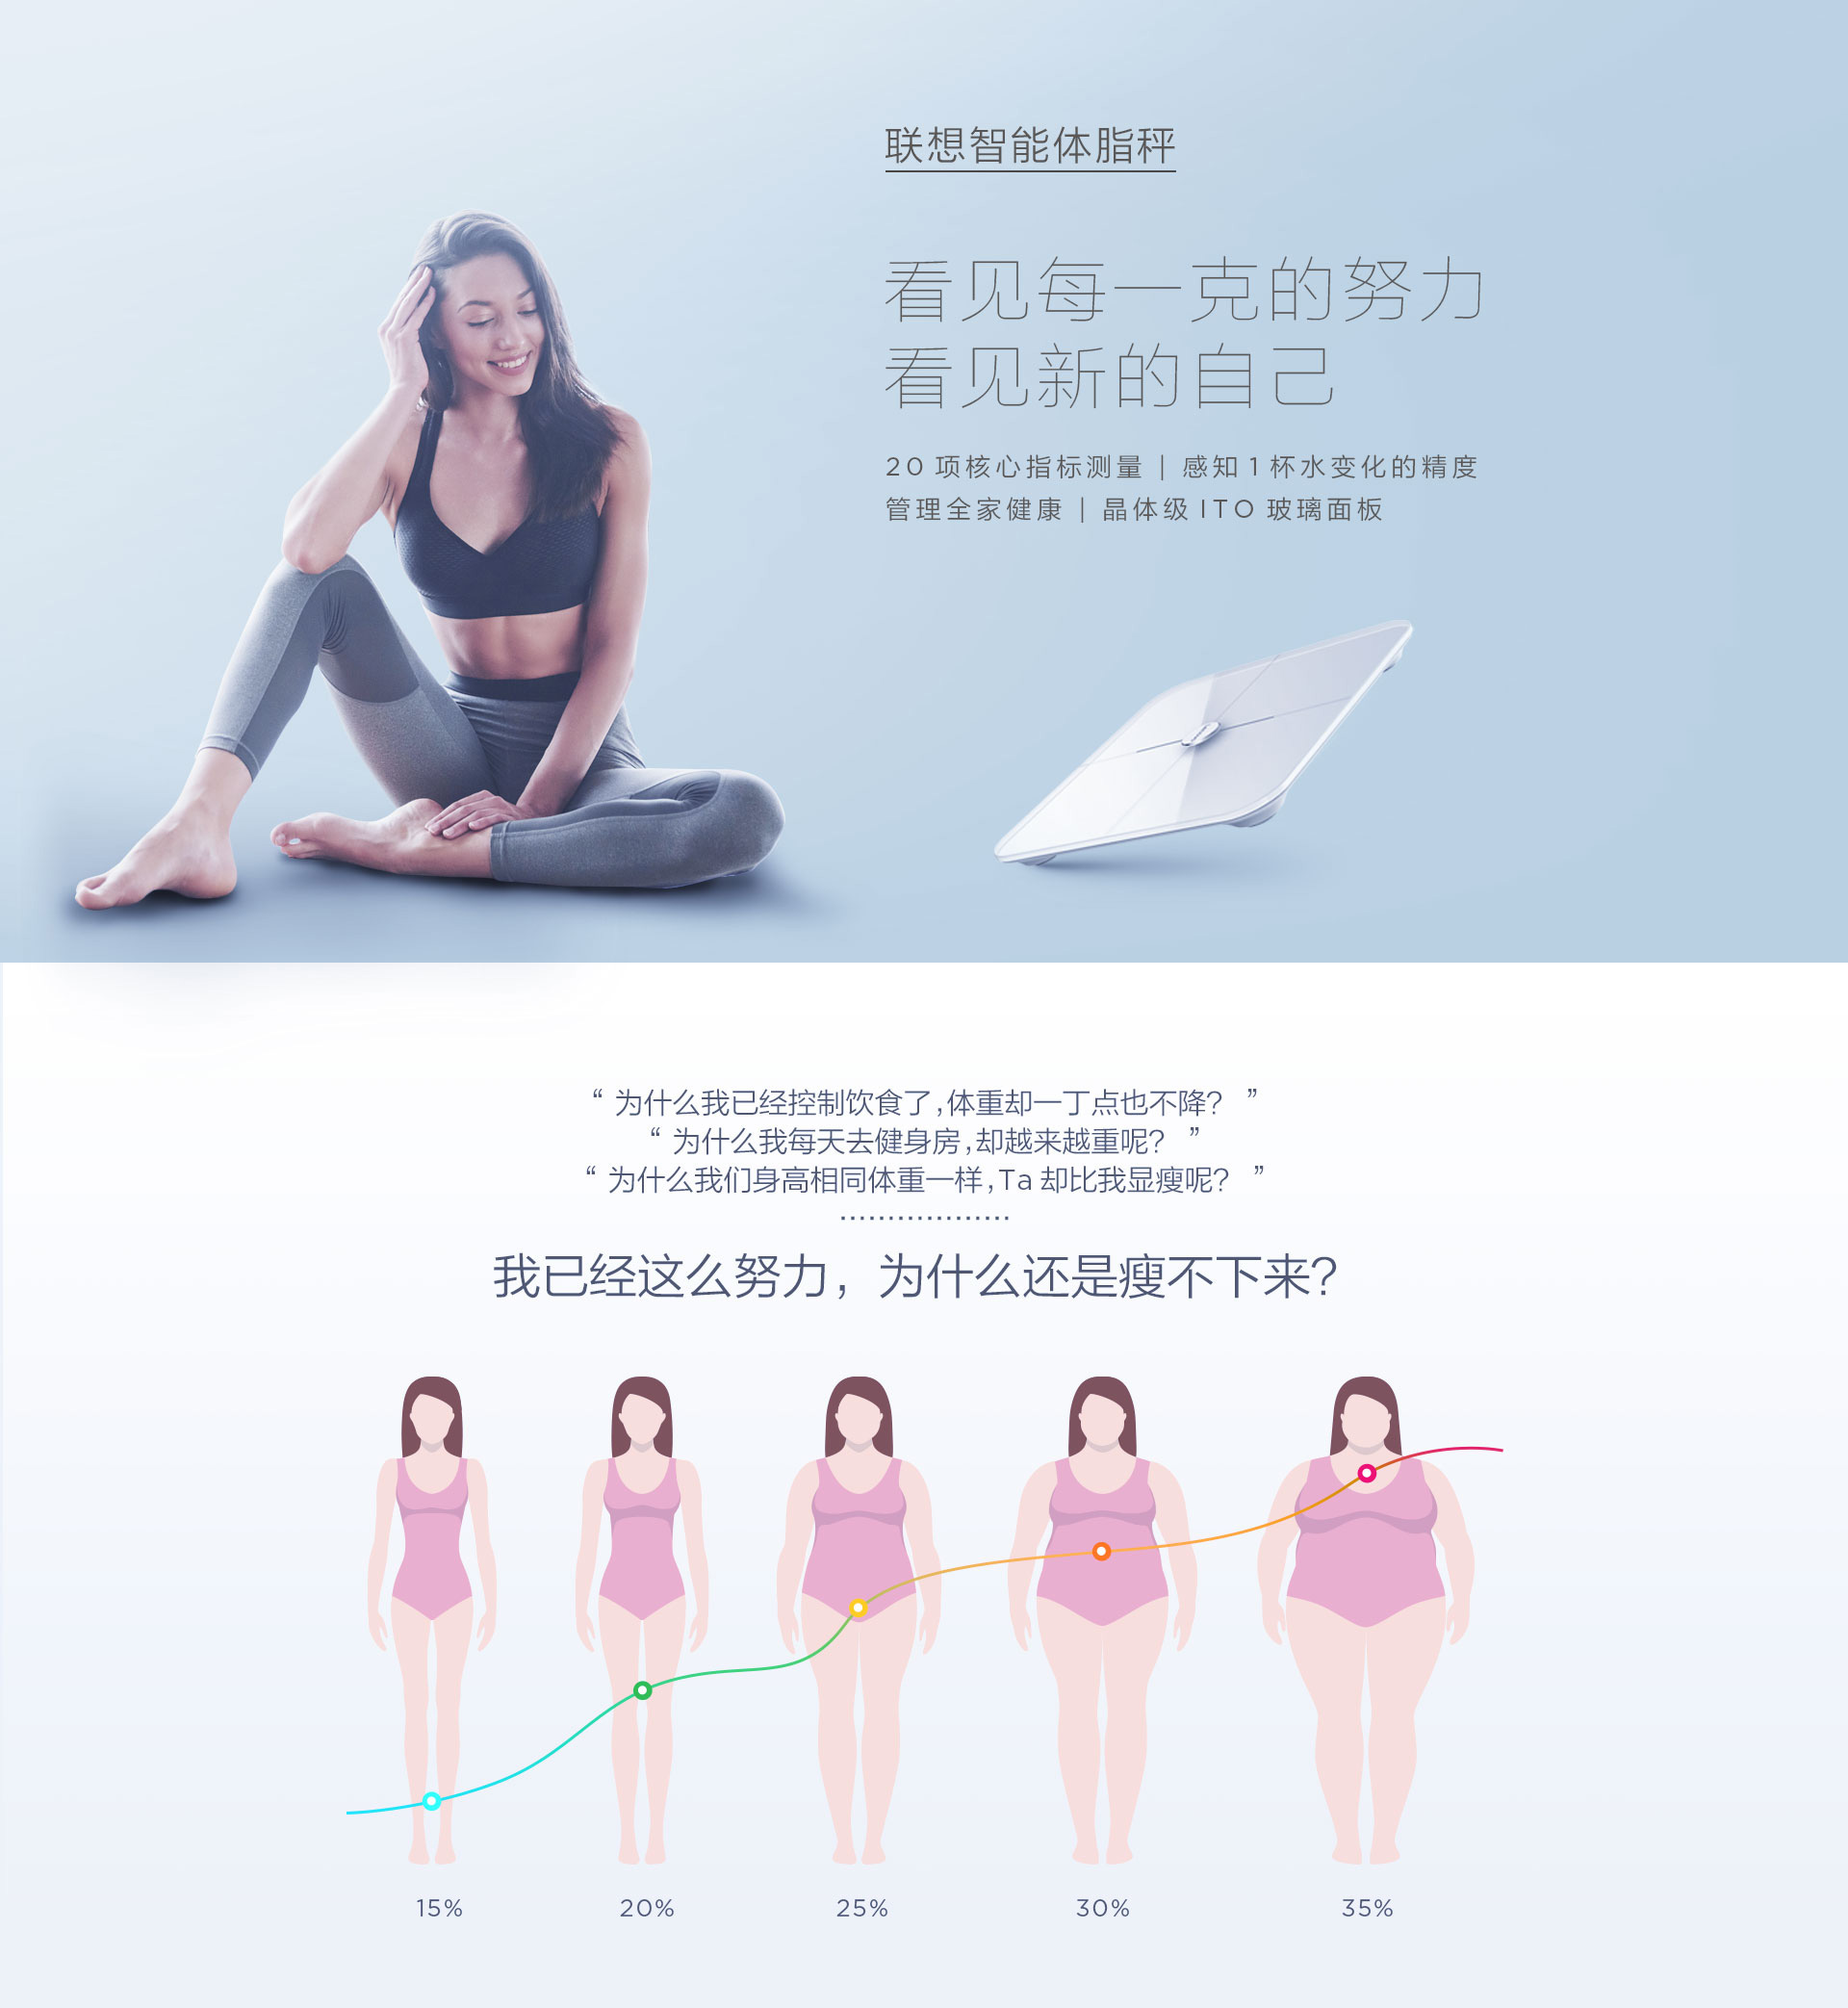 联想智能体脂秤
看见每一克的努力
看见新的自己
20 项核心指标测量 | 感知 1 杯水变化的精度
管理全家健康 | 晶体级 ITO 玻璃面板
“ 为什么我已经控制饮食了,体重却一丁点也不降? ”
“ 为什么我每天去健身房,却越来越重呢? ”
“ 为什么我们身高相同体重一样,Ta 却比我显瘦呢? ”
...................
我已经这么努力，为什么还是瘦不下来?
15% 20% 25% 30% 35%